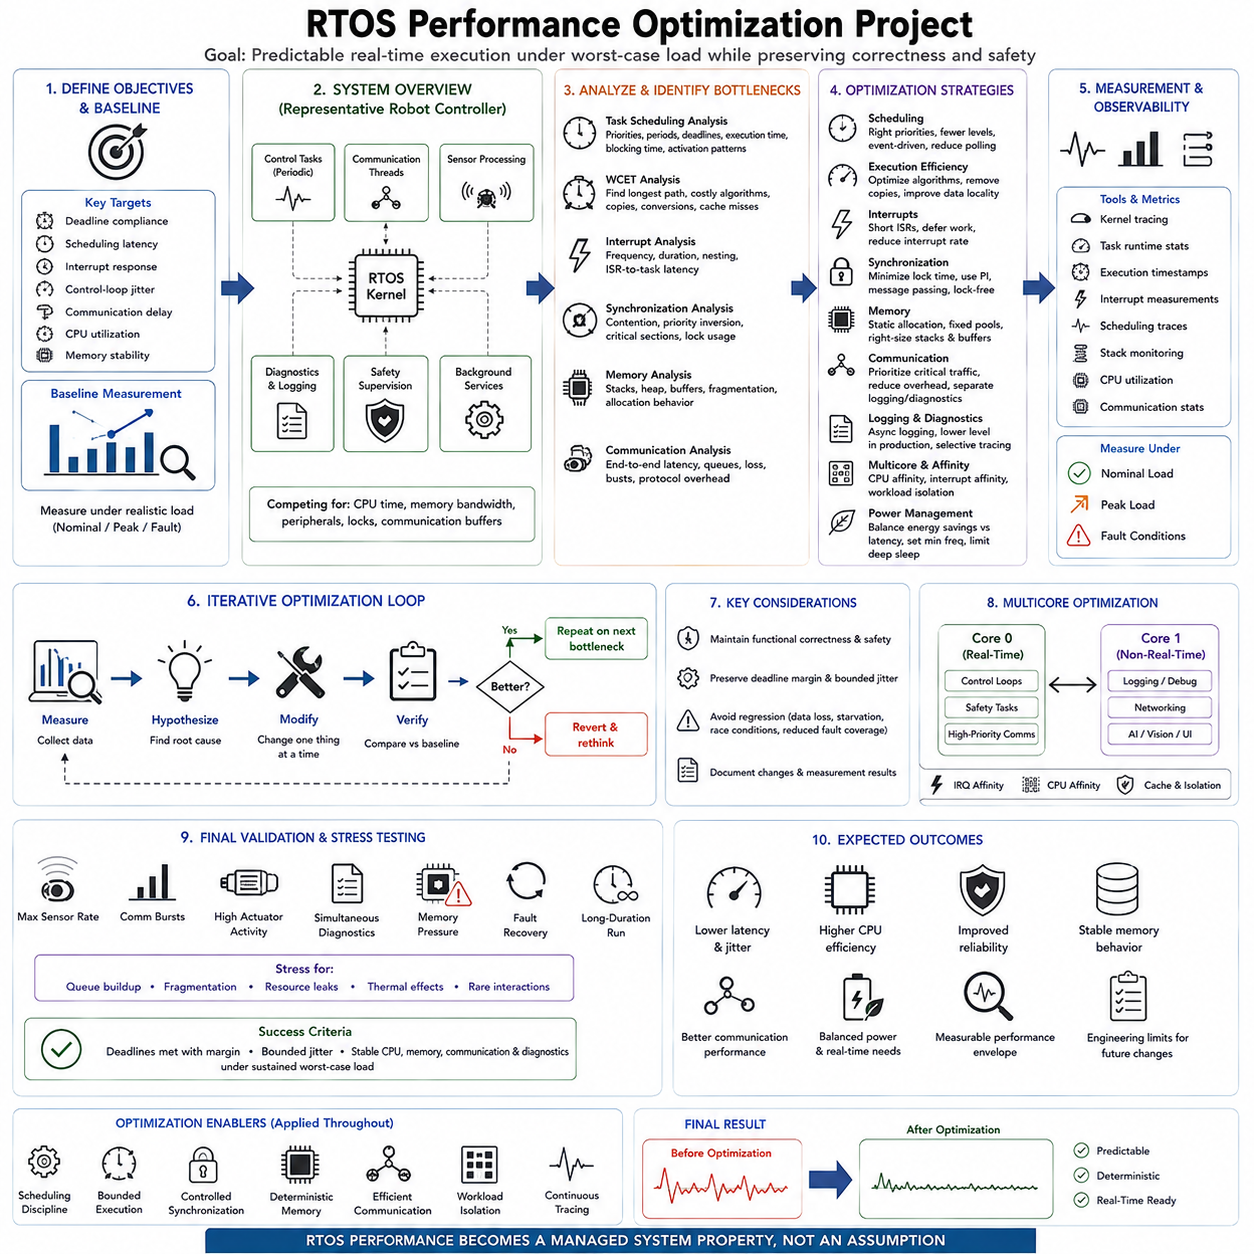 RTOS Performance Optimization Project
Goal: Predictable real-time execution under worst-case load while preserving correctness and safety
1. DEFINE OBJECTIVES
& BASELINE
Key Targets
Deadline compliance
Scheduling latency
Interrupt response
Control-loop jitter
Communication delay
CPU utilization
Memory stability
Baseline Measurement
Measure under realistic load
(Nominal / Peak / Fault)
2. SYSTEM OVERVIEW
(Representative Robot Controller)
Control Tasks
(Periodic)
Communication
Threads
Sensor Processing
RTOS
Kernel
Diagnostics
& Logging
Safety
Supervision
Background
Services
Competing for: CPU time, memory bandwidth,
peripherals, locks, communication buffers
3. ANALYZE & IDENTIFY BOTTLENECKS
Task Scheduling Analysis
Priorities, periods, deadlines, execution time,
blocking time, activation patterns
WCET Analysis
Find longest path, costly algorithms,
copies, conversions, cache misses
Interrupt Analysis
Frequency, duration, nesting,
ISR-to-task latency
Synchronization Analysis
Contention, priority inversion,
critical sections, lock usage
Memory Analysis
Stacks, heap, buffers, fragmentation,
allocation behavior
Communication Analysis
End-to-end latency, queues, loss,
busts, protocol overhead
4. OPTIMIZATION STRATEGIES
Scheduling
Right priorities, fewer levels,
event-driven, reduce polling
Execution Efficiency
Optimize algorithms, remove
copies, improve data locality
Interrupts
Short ISRs, defer work,
reduce interrupt rate
Synchronization
Minimize lock time, use PI,
message passing, lock-free
Memory
Static allocation, fixed pools,
right-size stacks & buffers
Communication
Prioritize critical traffic,
reduce overhead, separate
logging/diagnostics
Logging & Diagnostics
Async logging, lower level
in production, selective tracing
Multicore & Affinity
CPU affinity, interrupt affinity,
workload isolation
Power Management
Balance energy savings vs
latency, set min freq, limit
deep sleep
5. MEASUREMENT &
OBSERVABILITY
Tools & Metrics
Kernel tracing
Task runtime stats
Execution timestamps
Interrupt measurements
Scheduling traces
Stack monitoring
CPU utilization
Communication stats
Measure Under
Nominal Load
Peak Load
Fault Conditions
6. ITERATIVE OPTIMIZATION LOOP
Measure
Collect data
Hypothesize
Find root cause
Modify
Change one thing
at a time
Verify
Compare vs baseline
Better?
Yes
Repeat on next
bottleneck
No
Revert &
rethink
7. KEY CONSIDERATIONS
Maintain functional correctness & safety
Preserve deadline margin & bounded jitter
Avoid regression (data loss, starvation,
race conditions, reduced fault coverage)
Document changes & measurement results
8. MULTICORE OPTIMIZATION
Core 0
(Real-Time)
Control Loops
Safety Tasks
High-Priority Comms
Core 1
(Non-Real-Time)
Logging / Debug
Networking
AI / Vision / UI
IRQ Affinity
CPU Affinity
Cache & Isolation
9. FINAL VALIDATION & STRESS TESTING
Max Sensor Rate
Comm Bursts
High Actuator
Activity
Simultaneous
Diagnostics
Memory
Pressure
Fault
Recovery
Long-Duration
Run
Stress for:
Queue buildup • Fragmentation • Resource leaks • Thermal effects • Rare interactions
Success Criteria
Deadlines met with margin • Bounded jitter • Stable CPU, memory, communication & diagnostics
under sustained worst-case load
10. EXPECTED OUTCOMES
Lower latency
& jitter
Higher CPU
efficiency
Improved
reliability
Stable memory
behavior
Better communication
performance
Balanced power
& real-time needs
Measurable performance
envelope
Engineering limits for
future changes
OPTIMIZATION ENABLERS (Applied Throughout)
Scheduling
Discipline
Bounded
Execution
Controlled
Synchronization
Deterministic
Memory
Efficient
Communication
Workload
Isolation
Continuous
Tracing
FINAL RESULT
Before Optimization
After Optimization
Predictable
Deterministic
Real-Time Ready
RTOS PERFORMANCE BECOMES A MANAGED SYSTEM PROPERTY, NOT AN ASSUMPTION